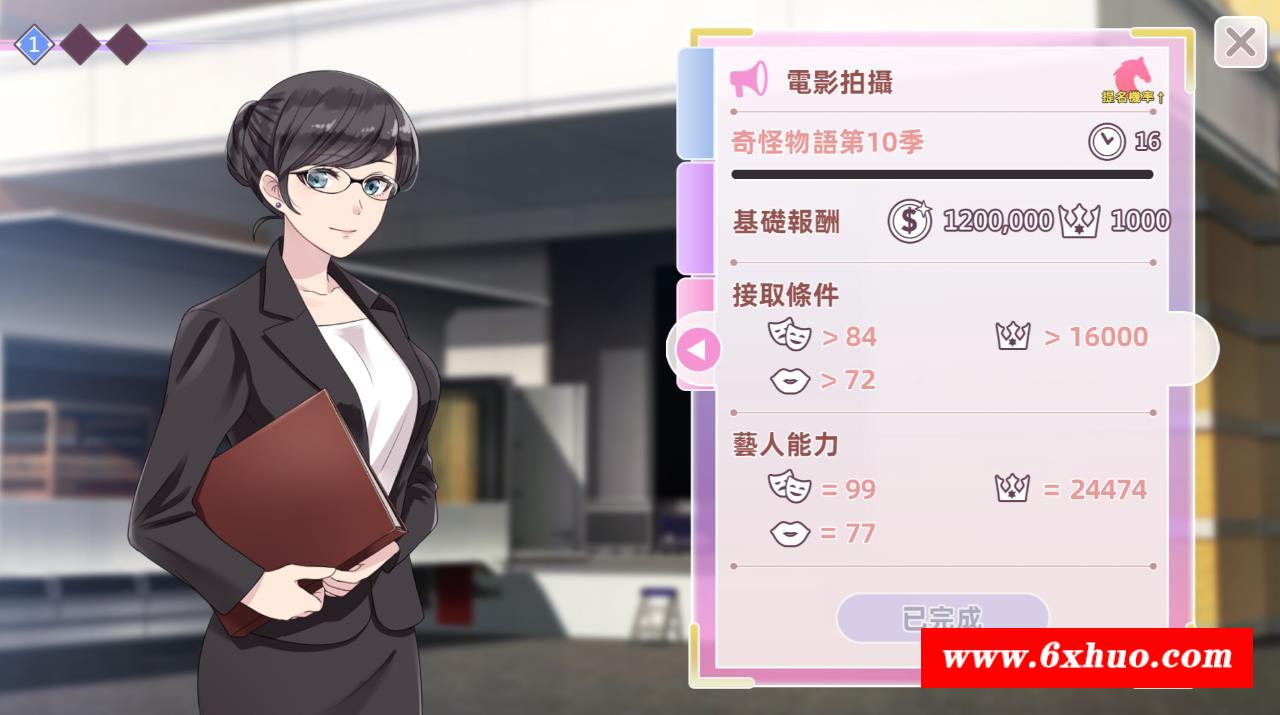 1
電影拍攝
提名機率↑
奇怪物語第10季 16
基礎報酬 1200,000 1000
接取條件
> 84 > 16000
> 72
藝人能力
= 99 = 24474
= 77
已完成
www.6xhuo.com